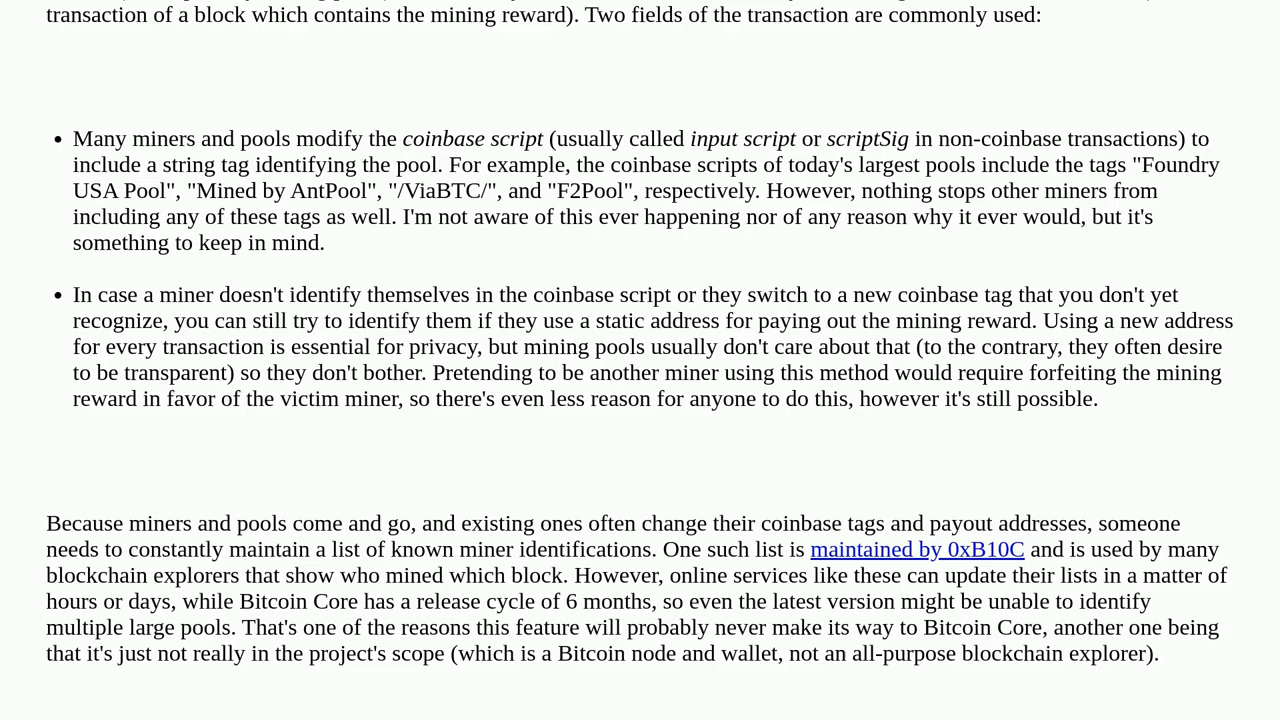 transaction of a block which contains the mining reward). Two fields of the transaction are commonly used:
• Many miners and pools modify the coinbase script (usually called input script or scriptSig in non-coinbase transactions) to
include a string tag identifying the pool. For example, the coinbase scripts of today's largest pools include the tags "Foundry
USA Pool", "Mined by AntPool", "/ViaBTC/", and "F2Pool", respectively. However, nothing stops other miners from
including any of these tags as well. I'm not aware of this ever happening nor of any reason why it ever would, but it's
something to keep in mind.
• In case a miner doesn't identify themselves in the coinbase script or they switch to a new coinbase tag that you don't yet
recognize, you can still try to identify them if they use a static address for paying out the mining reward. Using a new address
for every transaction is essential for privacy, but mining pools usually don't care about that (to the contrary, they often desire
to be transparent) so they don't bother. Pretending to be another miner using this method would require forfeiting the mining
reward in favor of the victim miner, so there's even less reason for anyone to do this, however it's still possible.
Because miners and pools come and go, and existing ones often change their coinbase tags and payout addresses, someone
needs to constantly maintain a list of known miner identifications. One such list is maintained by 0xB10C and is used by many
blockchain explorers that show who mined which block. However, online services like these can update their lists in a matter of
hours or days, while Bitcoin Core has a release cycle of 6 months, so even the latest version might be unable to identify
multiple large pools. That's one of the reasons this feature will probably never make its way to Bitcoin Core, another one being
that it's just not really in the project's scope (which is a Bitcoin node and wallet, not an all-purpose blockchain explorer).